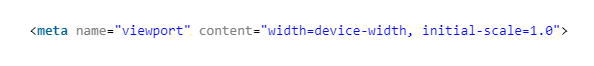 <meta name="viewport" content="width=device-width, initial-scale=1.0">